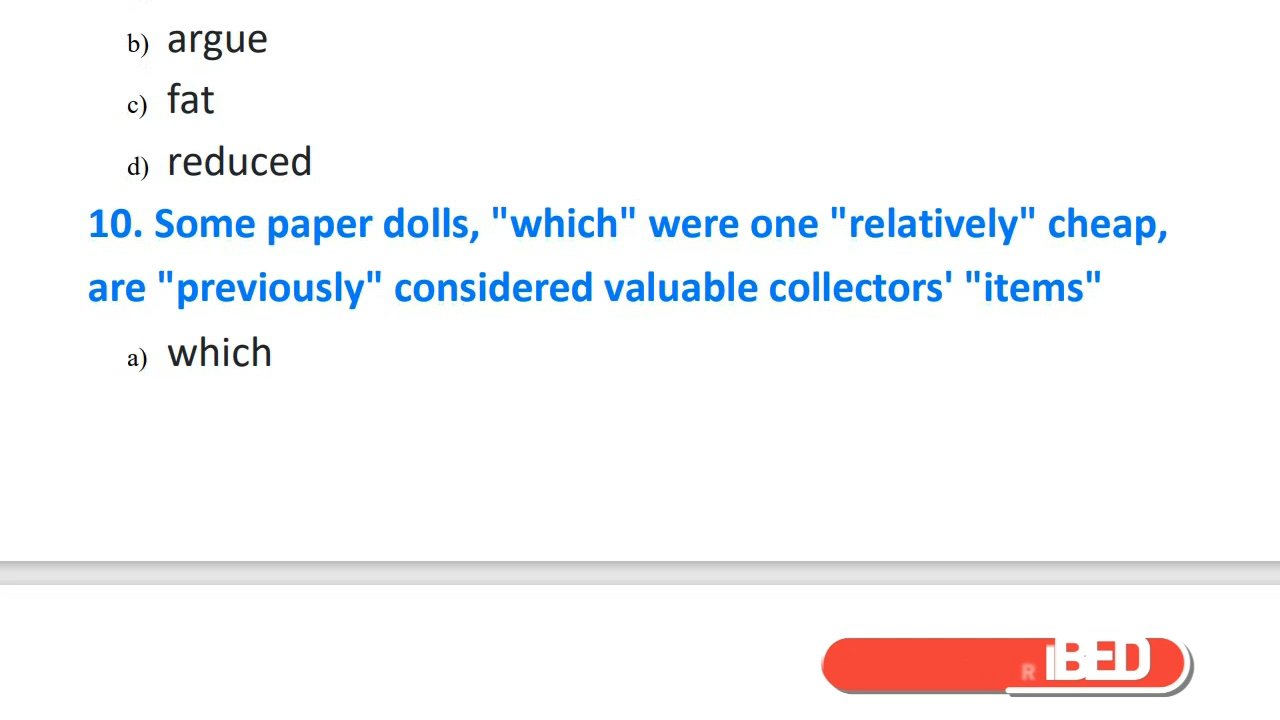 b) argue
c) fat
d) reduced
10. Some paper dolls, "which" were one "relatively" cheap,
are "previously" considered valuable collectors' "items"
a) which